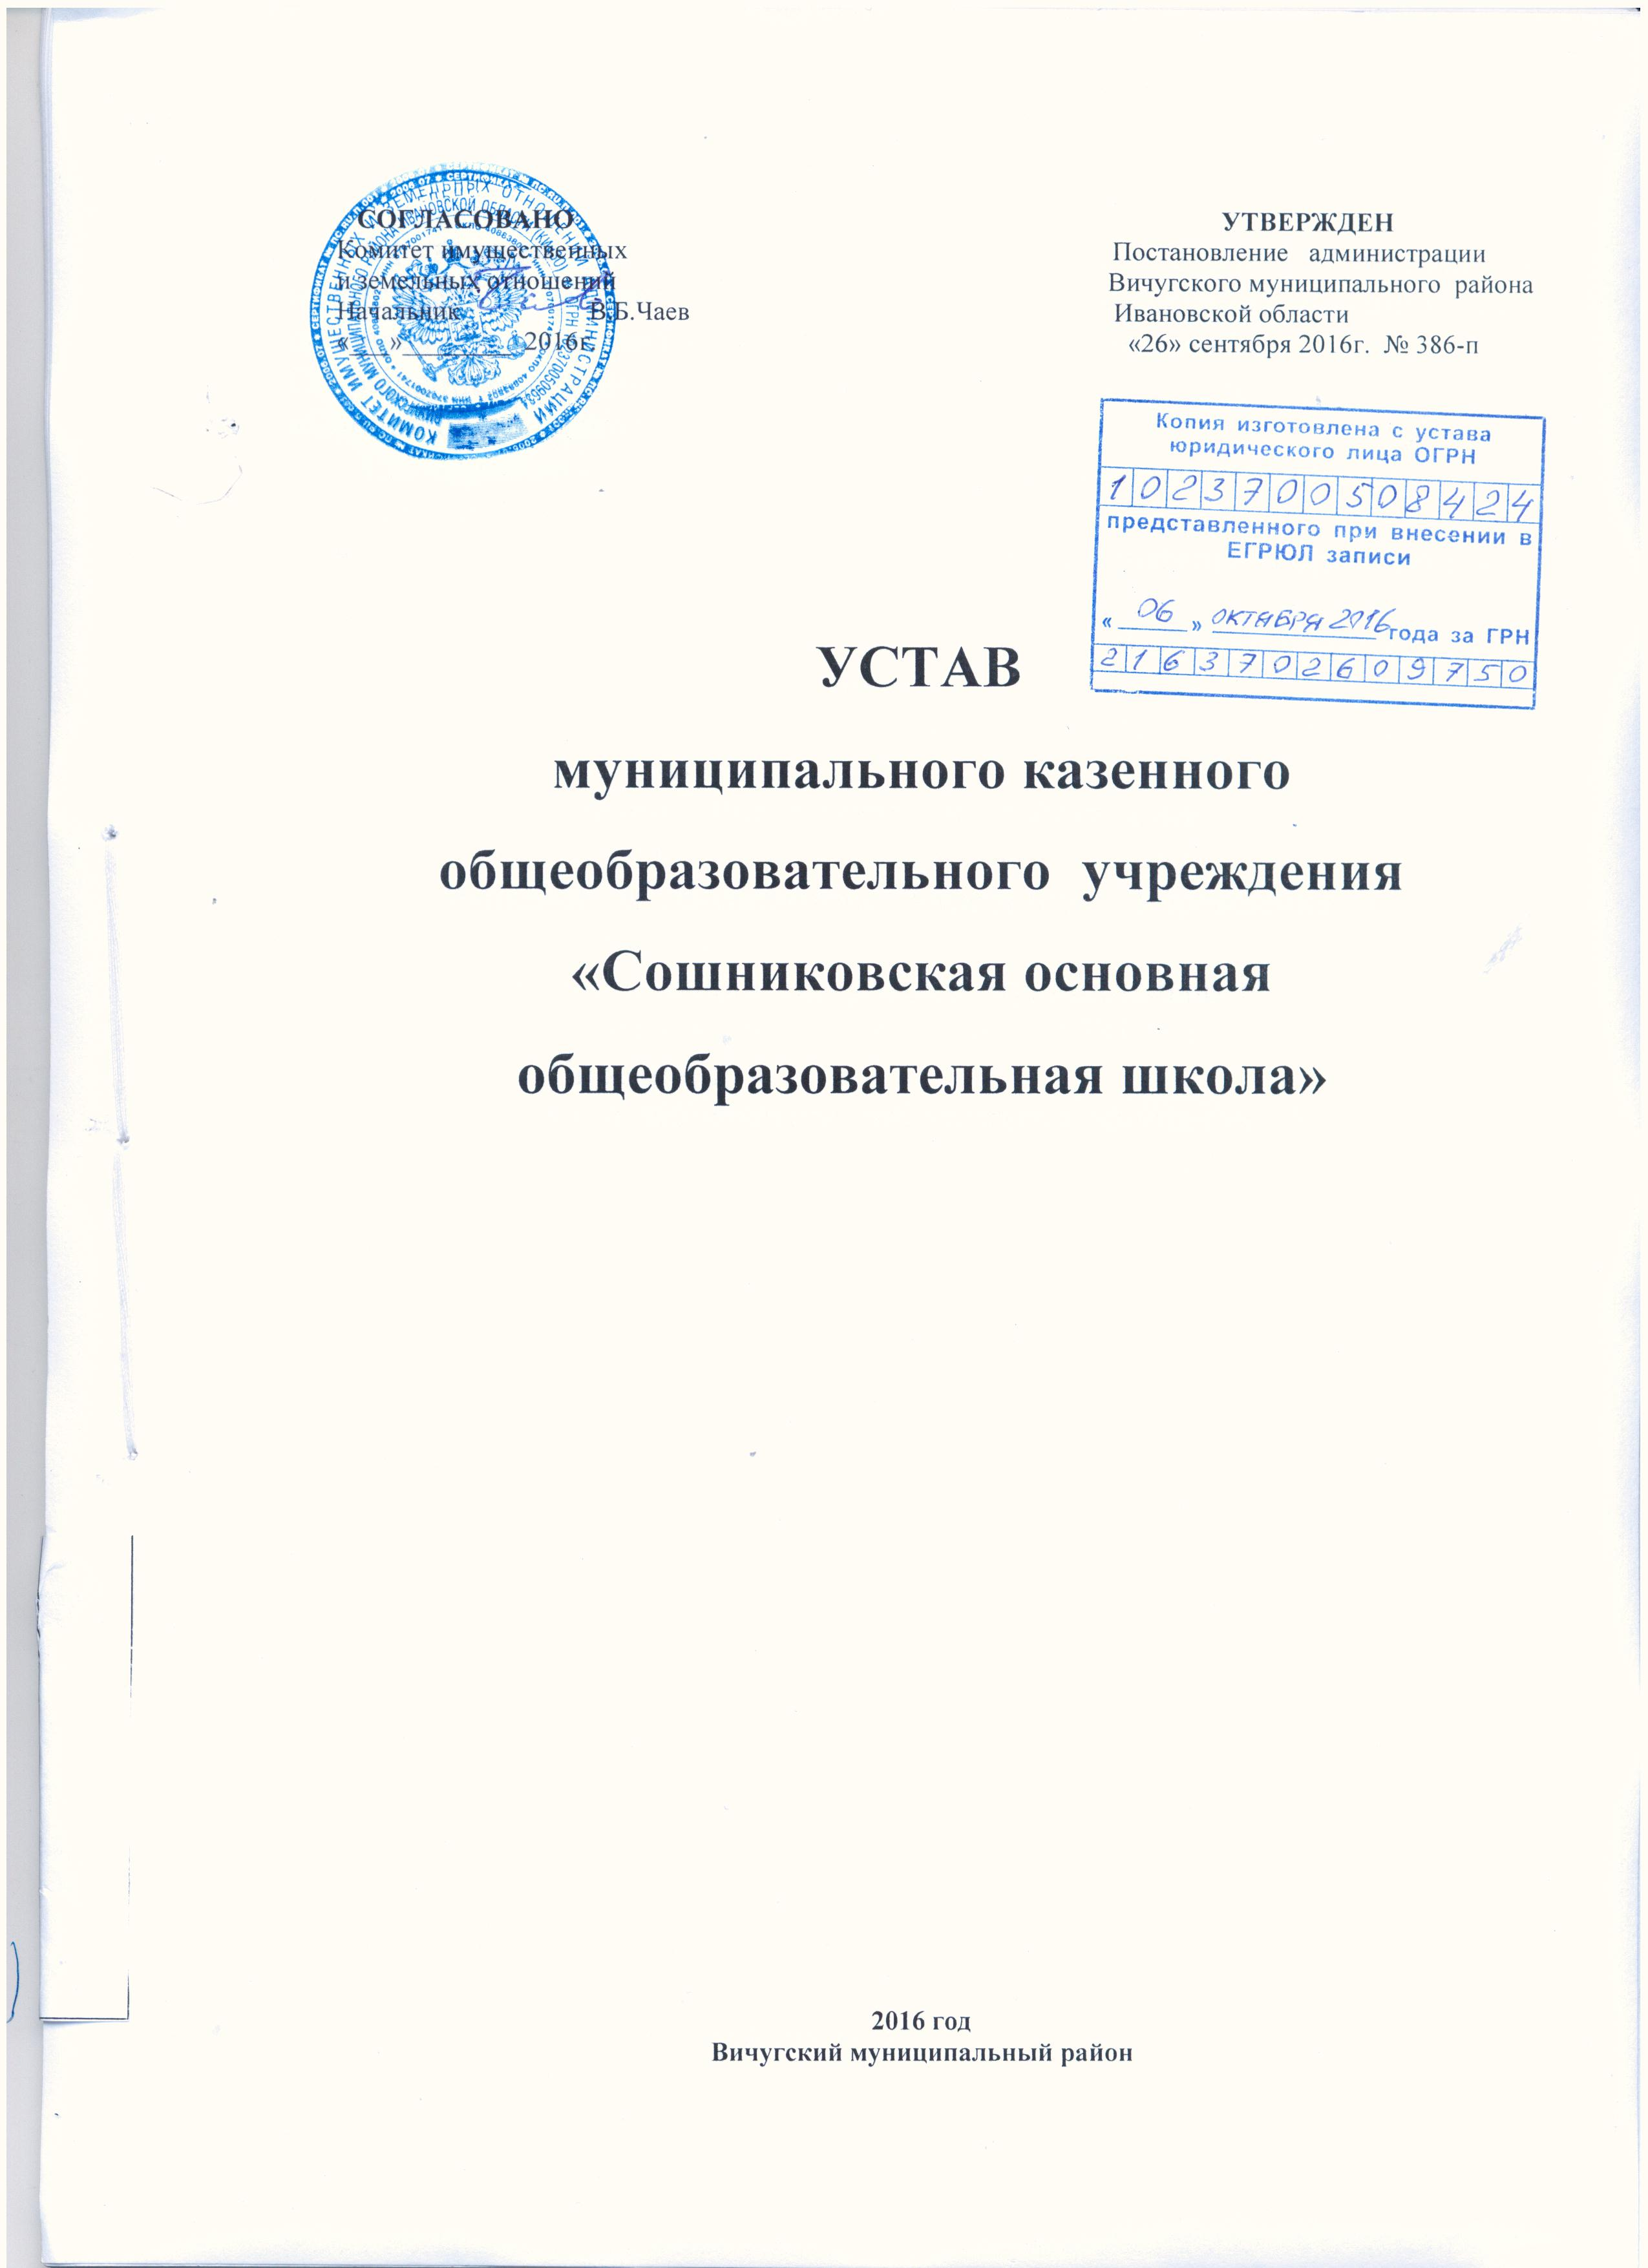 СОГЛАСОВАНО
Комитет имущественных
и земельных отношений
Начальник В.Б.Чаев
«___»_________ 2016г.
УТВЕРЖДЕН
Постановление администрации
Вичугского муниципального района
Ивановской области
«26» сентября 2016г. № 386-п
Копия изготовлена с устава
юридического лица ОГРН
1023700508424
представленного при внесении в
ЕГРЮЛ записи
« 06 » октября 2016 года за ГРН
2163702609750
УСТАВ
муниципального казенного
общеобразовательного учреждения
«Сошниковская основная
общеобразовательная школа»
2016 год
Вичугский муниципальный район